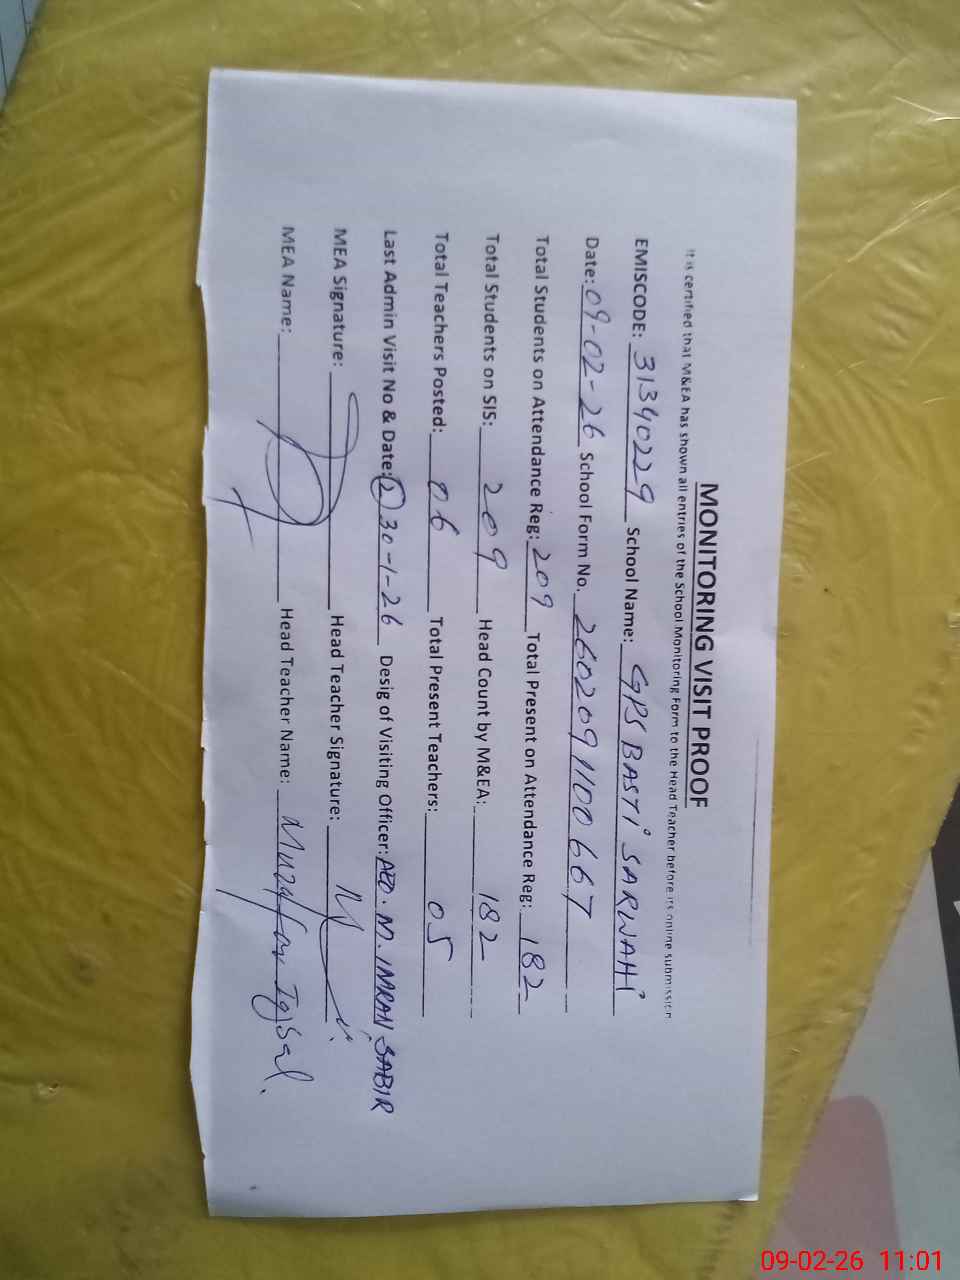 MONITORING VISIT PROOF
It is certified that M&EA has shown all entries of the School Monitoring Form to the Head Teacher before its online submission
EMISCODE: 31340229 School Name: GPS BASTI SARWAHI
Date: 09-02-26 School Form No. 2602091100667
Total Students on Attendance Reg: 209 Total Present on Attendance Reg: 182
Total Students on SIS: 209 Head Count by M&EA: 182
Total Teachers Posted: 06 Total Present Teachers: 05
Last Admin Visit No & Date: 2 30-1-26 Desig of Visiting Officer: AEO. M. IMRAN SABIR
MEA Signature: Head Teacher Signature:
MEA Name: Head Teacher Name: Iqbal.
09-02-26 11:01